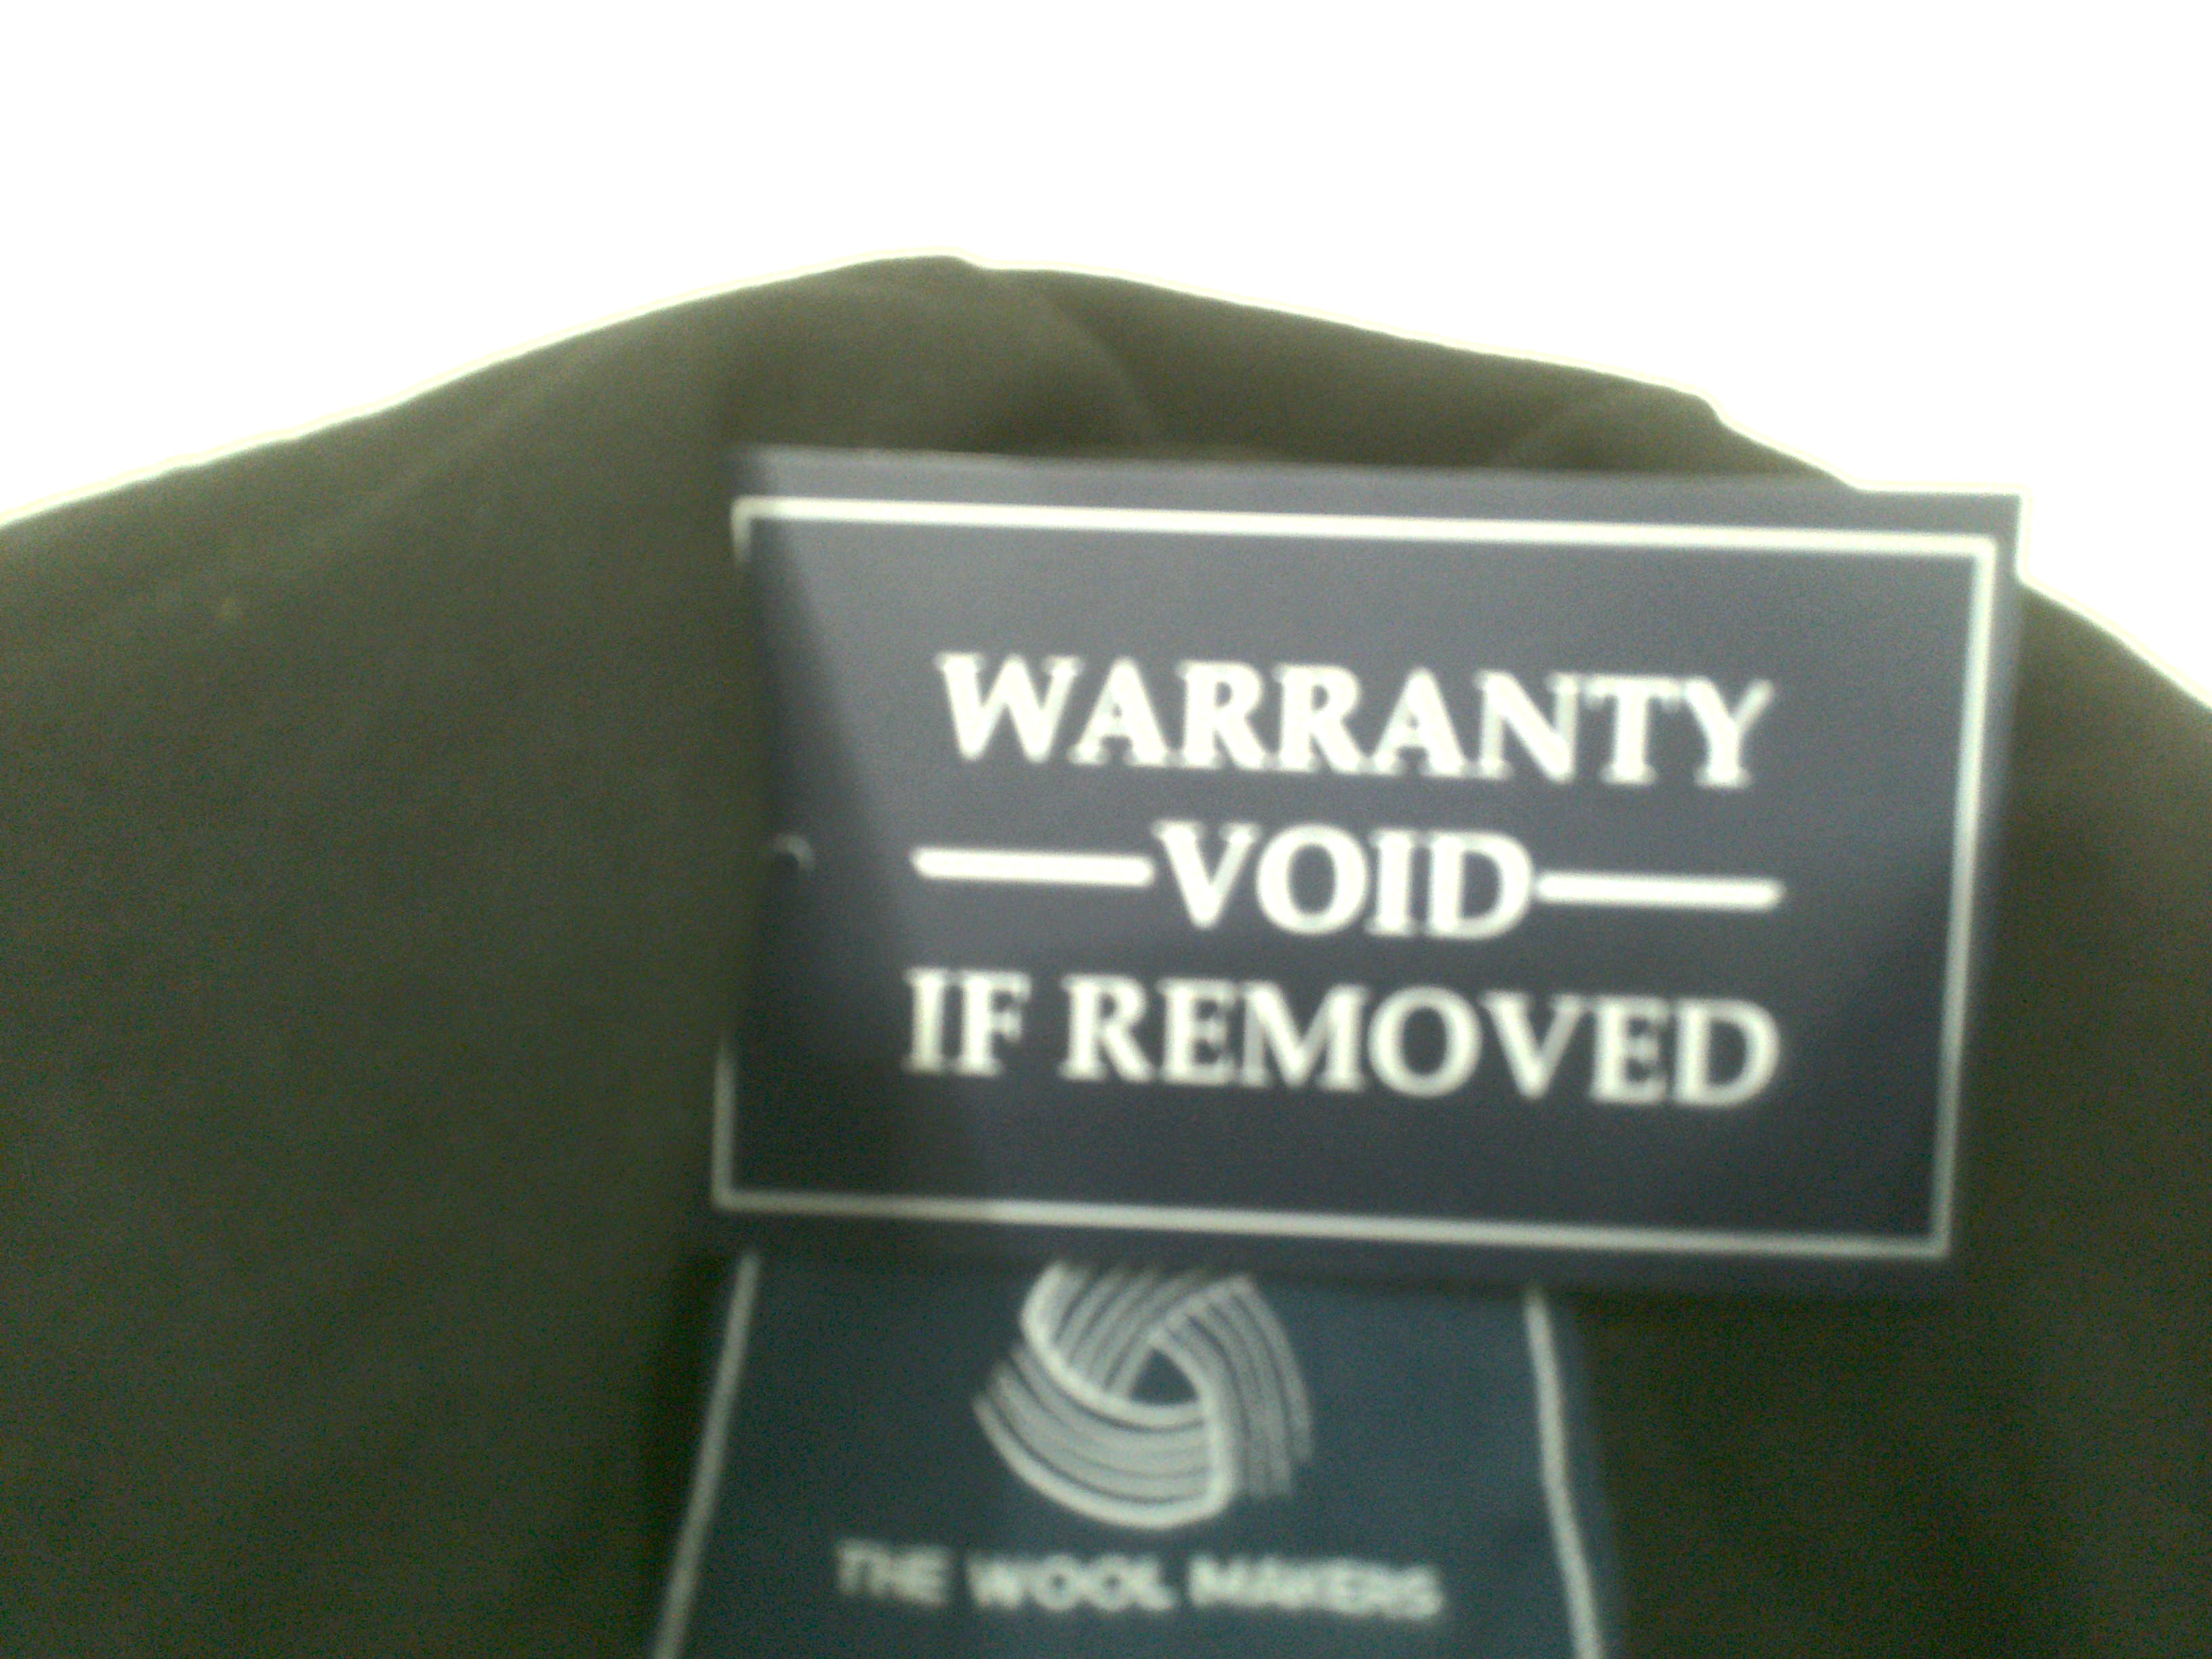 WARRANTY
VOID
IF REMOVED
THE WOOL MAKERS